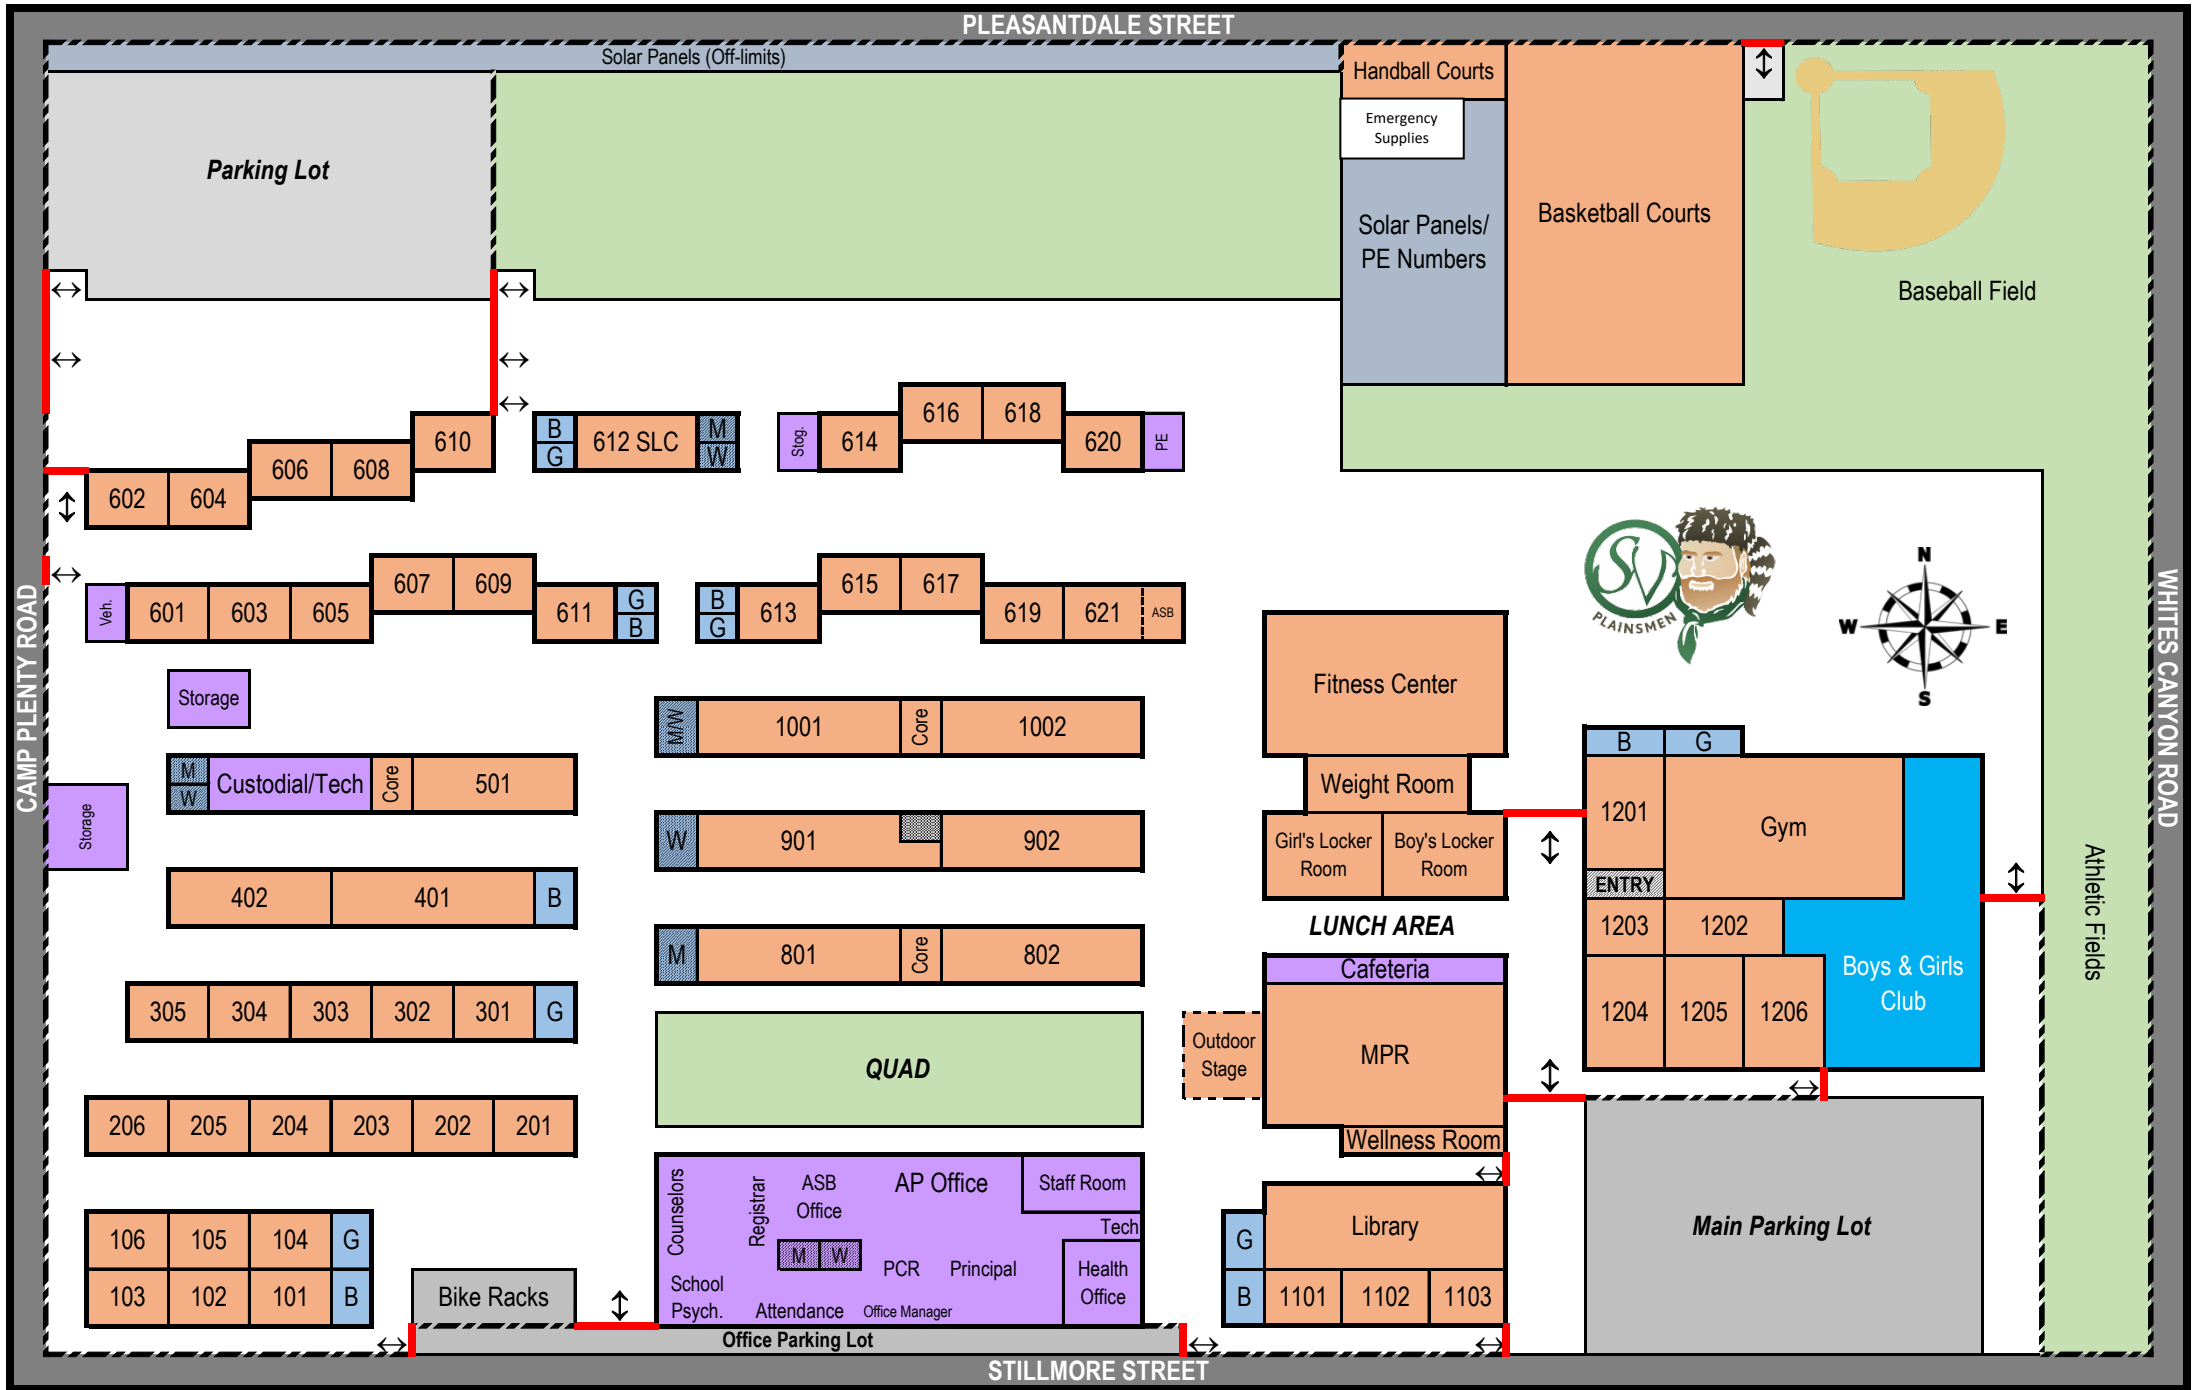 PLEASANTDALE STREET
Solar Panels (Off-limits)
Handball Courts
Emergency
Supplies
Parking Lot
Solar Panels/
PE Numbers
Basketball Courts
Baseball Field
616
618
610
B
G
612 SLC
M
W
Stog.
614
620
PE
606
608
602
604
SV
PLAINSMEN
N
W
E
S
607
609
615
617
Veh.
601
603
605
611
G
B
B
G
613
619
621
ASB
CAMP PLENTY ROAD
WHITES CANYON ROAD
Storage
Fitness Center
M/W
1001
Core
1002
B
G
M
W
Custodial/Tech
Core
501
Weight Room
1201
Gym
Storage
W
901
902
Girl's Locker
Room
Boy's Locker
Room
ENTRY
402
401
B
LUNCH AREA
1203
1202
Athletic Fields
M
801
Core
802
Cafeteria
Boys & Girls
Club
305
304
303
302
301
G
1204
1205
1206
QUAD
Outdoor
Stage
MPR
206
205
204
203
202
201
Wellness Room
Counselors
Registrar
ASB
Office
AP Office
Staff Room
Tech
106
105
104
G
M
W
G
Library
Main Parking Lot
PCR
Principal
Health
Office
103
102
101
B
Bike Racks
School
Psych.
Attendance
Office Manager
B
1101
1102
1103
Office Parking Lot
STILLMORE STREET